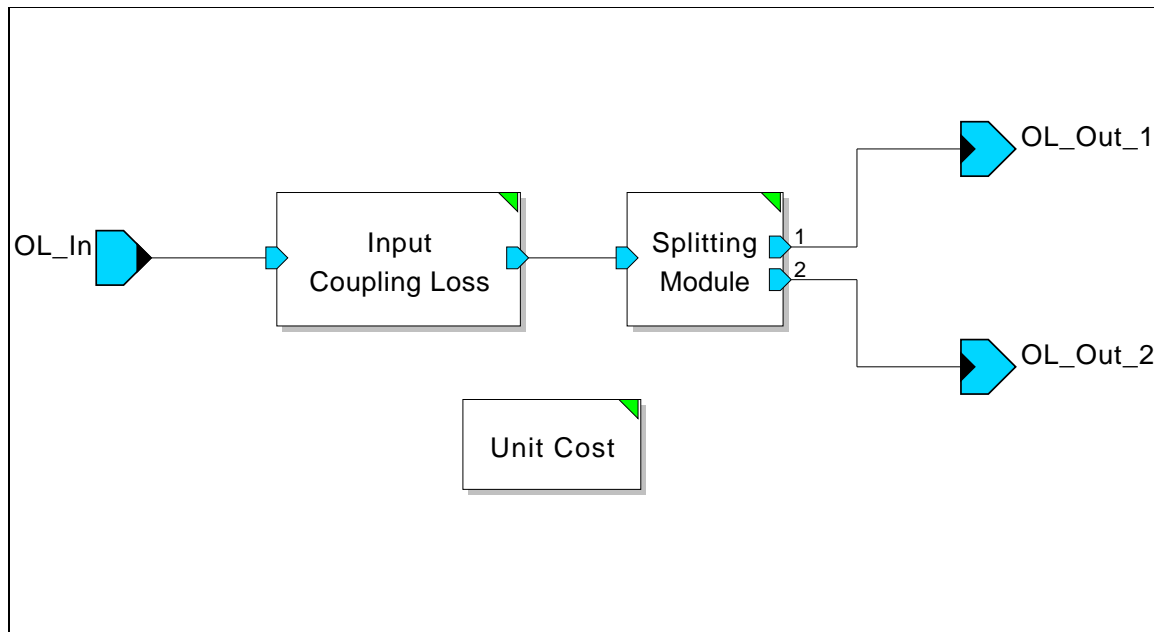 OL_In
Input
Coupling Loss
Splitting
Module
1
2
OL_Out_1
OL_Out_2
Unit Cost